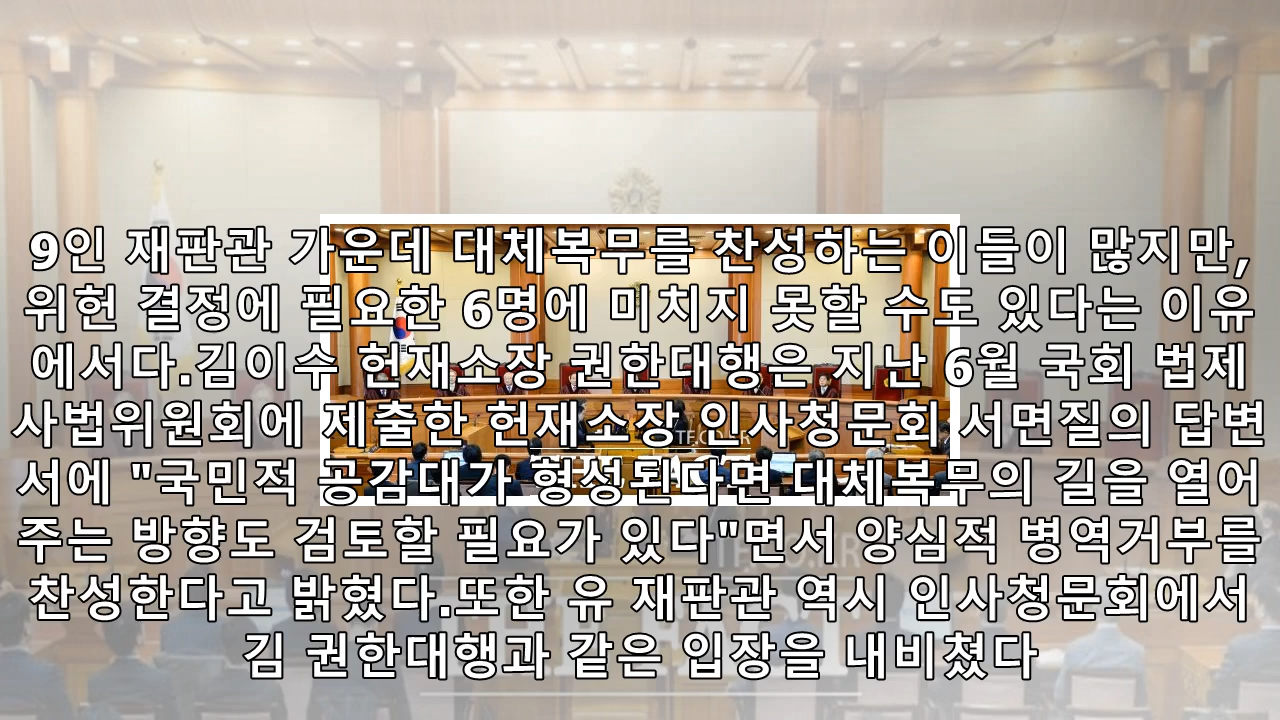 9인 재판관 가운데 대체복무를 찬성하는 이들이 많지만,
위헌 결정에 필요한 6명에 미치지 못할 수도 있다는 이유
에서다.김이수 헌재소장 권한대행은 지난 6월 국회 법제
사법위원회에 제출한 헌재소장 인사청문회 서면질의 답변
서에 "국민적 공감대가 형성된다면 대체복무의 길을 열어
주는 방향도 검토할 필요가 있다"면서 양심적 병역거부를
찬성한다고 밝혔다.또한 유 재판관 역시 인사청문회에서
김 권한대행과 같은 입장을 내비쳤다
TF.CO.KR